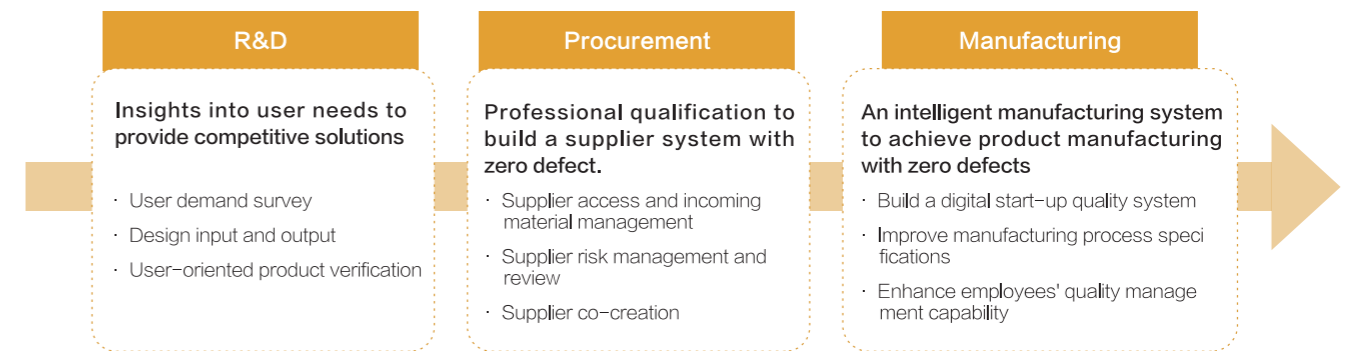 R&D
Insights into user needs to
provide competitive solutions
· User demand survey
· Design input and output
· User-oriented product verification
Procurement
Professional qualification to
build a supplier system with
zero defect.
· Supplier access and incoming
material management
· Supplier risk management and
review
· Supplier co-creation
Manufacturing
An intelligent manufacturing system
to achieve product manufacturing
with zero defects
· Build a digital start-up quality system
· Improve manufacturing process speci
fications
· Enhance employees' quality manage
ment capability